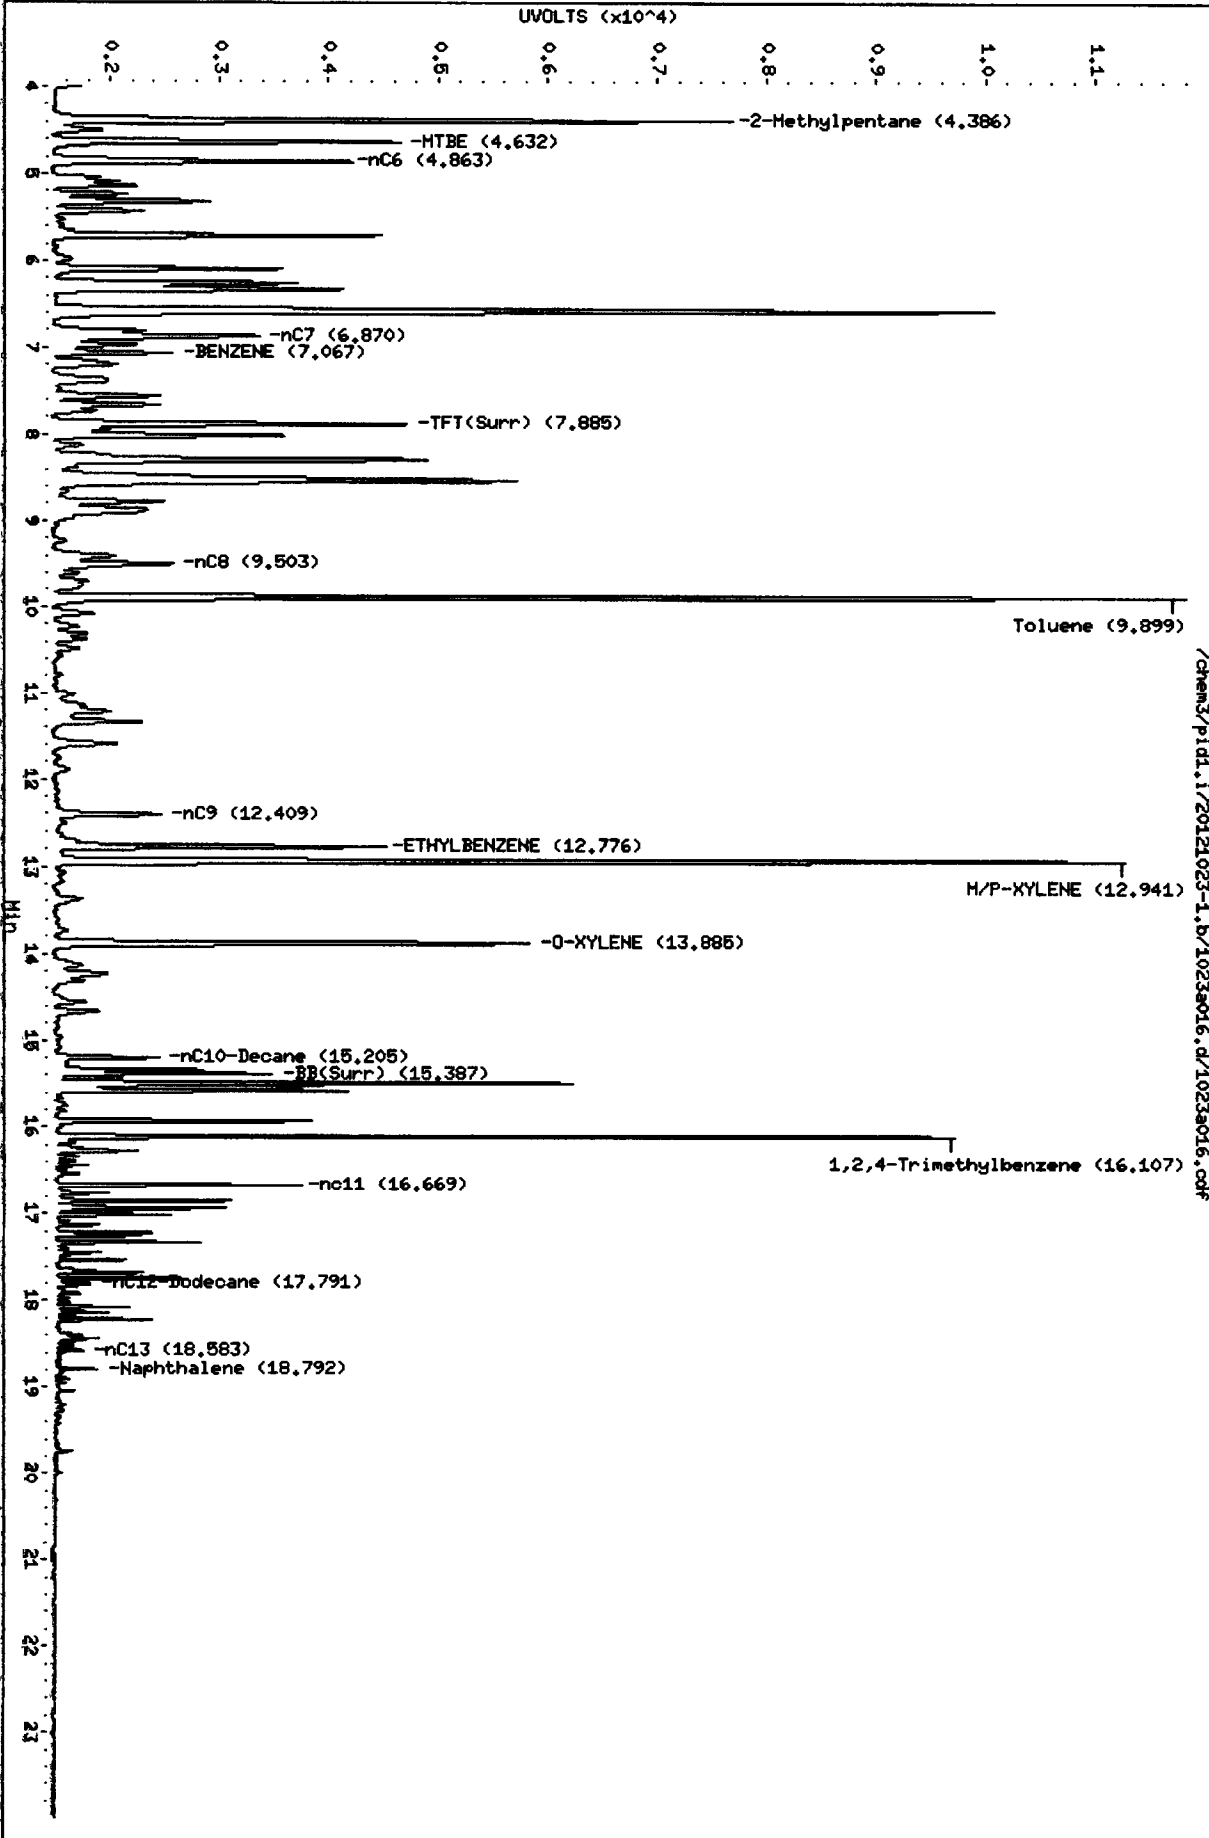 UVOLTS (x10^4)
0.2
0.3
0.4
0.5
0.6
0.7
0.8
0.9
1.0
1.1
4
5
6
7
8
9
10
11
12
13
14
15
16
17
18
19
20
21
22
23
Min
-2-Methylpentane (4.386)
-MTBE (4.632)
-nC6 (4.863)
-nC7 (6.870)
-BENZENE (7.067)
-TFT(Surr) (7.885)
-nC8 (9.503)
Toluene (9.899)
-nC9 (12.409)
-ETHYLBENZENE (12.776)
M/P-XYLENE (12.941)
-O-XYLENE (13.885)
-nC10-Decane (15.205)
-BB(Surr) (15.387)
1,2,4-Trimethylbenzene (16.107)
-nc11 (16.669)
-nC12-Dodecane (17.791)
-nC13 (18.583)
-Naphthalene (18.792)
/chem3/pid1.i/20121023-1.b/1023a016.d/1023a016.cdf